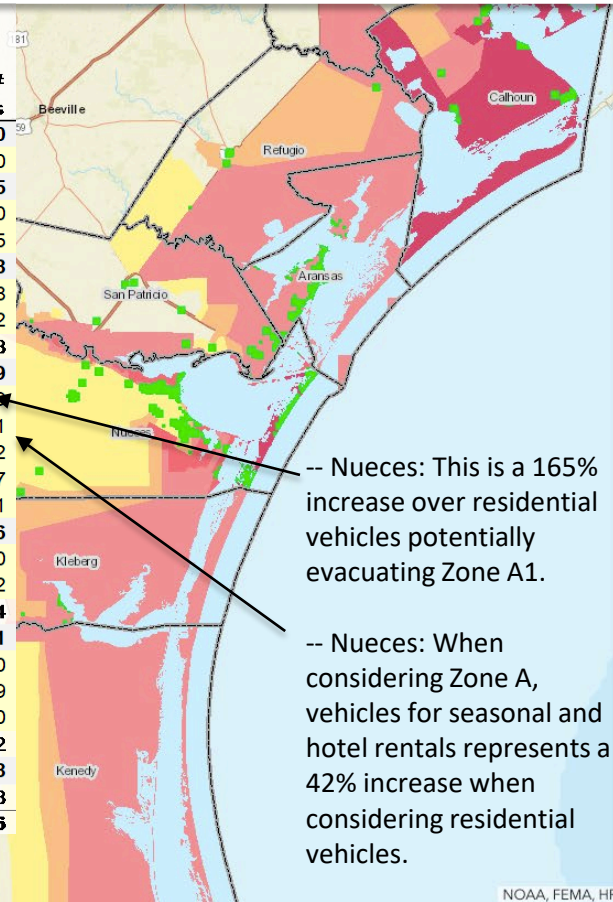 181
Calhoun
Beeville
59
Refugio
Aransas
San Patricio
Nueces
-- Nueces: This is a 165%
increase over residential
vehicles potentially
evacuating Zone A1.
Kleberg
-- Nueces: When
considering Zone A,
vehicles for seasonal and
hotel rentals represents a
42% increase when
considering residential
vehicles.
Kenedy
NOAA, FEMA,